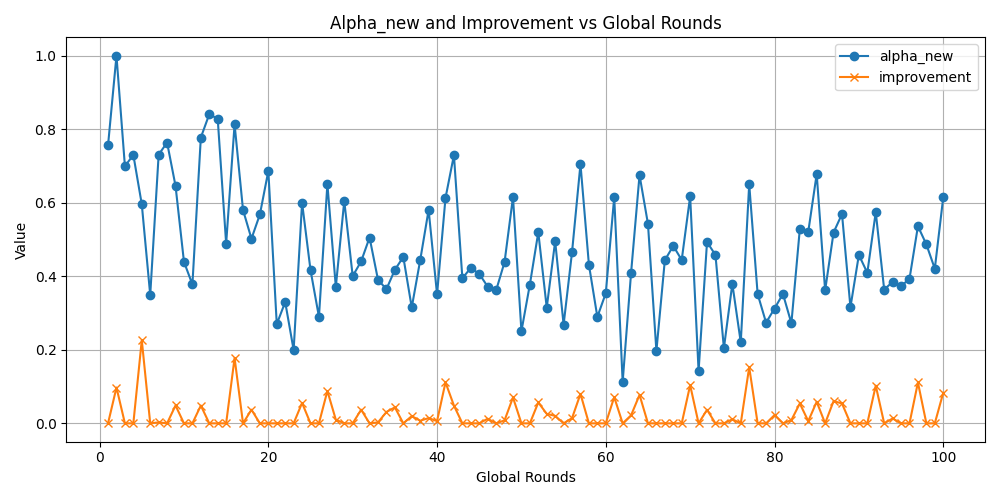 Alpha_new and Improvement vs Global Rounds
alpha_new
improvement
Value
1.0
0.8
0.6
0.4
0.2
0.0
0
20
40
60
80
100
Global Rounds